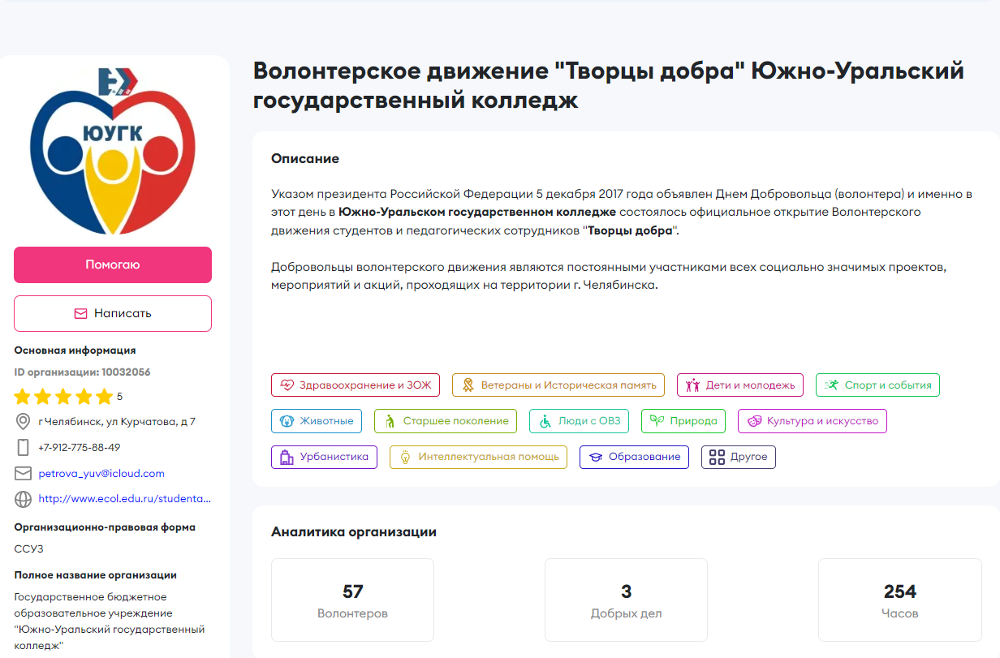 ЮУГК
Помогаю
Написать
Основная информация
ID организации: 10032056
5
г Челябинск, ул Курчатова, д 7
+7-912-775-88-49
petrova_yuv@icloud.com
http://www.ecol.edu.ru/studenta...
Организационно-правовая форма
ССУЗ
Полное название организации
Государственное бюджетное
образовательное учреждение
"Южно-Уральский государственный
колледж"
Волонтерское движение "Творцы добра" Южно-Уральский
государственный колледж
Описание
Указом президента Российской Федерации 5 декабря 2017 года объявлен Днем Добровольца (волонтера) и именно в
этот день в Южно-Уральском государственном колледже состоялось официальное открытие Волонтерского
движения студентов и педагогических сотрудников "Творцы добра".
Добровольцы волонтерского движения являются постоянными участниками всех социально значимых проектов,
мероприятий и акций, проходящих на территории г. Челябинска.
Здравоохранение и ЗОЖ Ветераны и Историческая память Дети и молодежь Спорт и события
Животные Старшее поколение Люди с ОВЗ Природа Культура и искусство
Урбанистика Интеллектуальная помощь Образование Другое
Аналитика организации
57 3 254
Волонтеров Добрых дел Часов